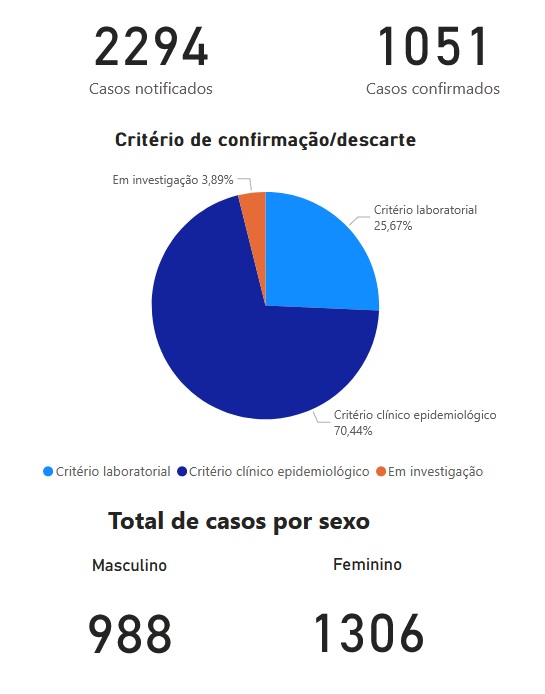 2294
1051
Casos notificados
Casos confirmados
Critério de confirmação/descarte
Em investigação 3,89%
Critério laboratorial
25,67%
Critério clínico epidemiológico
70,44%
Critério laboratorial
Critério clínico epidemiológico
Em investigação
Total de casos por sexo
Masculino
Feminino
988
1306